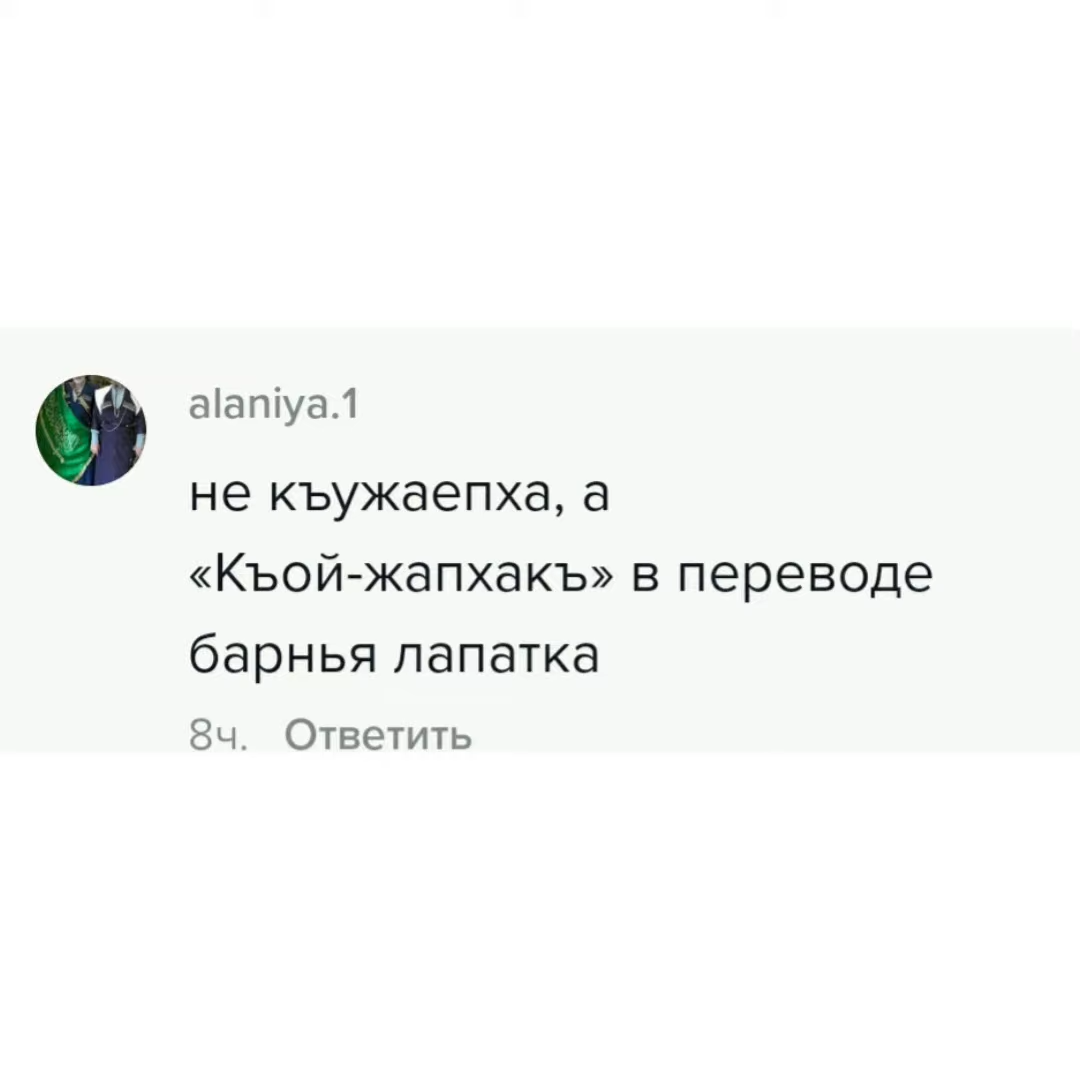 alaniya.1
не къужаепха, а
«Къой-жапхакъ» в переводе
барнья лапатка
8ч. Ответить